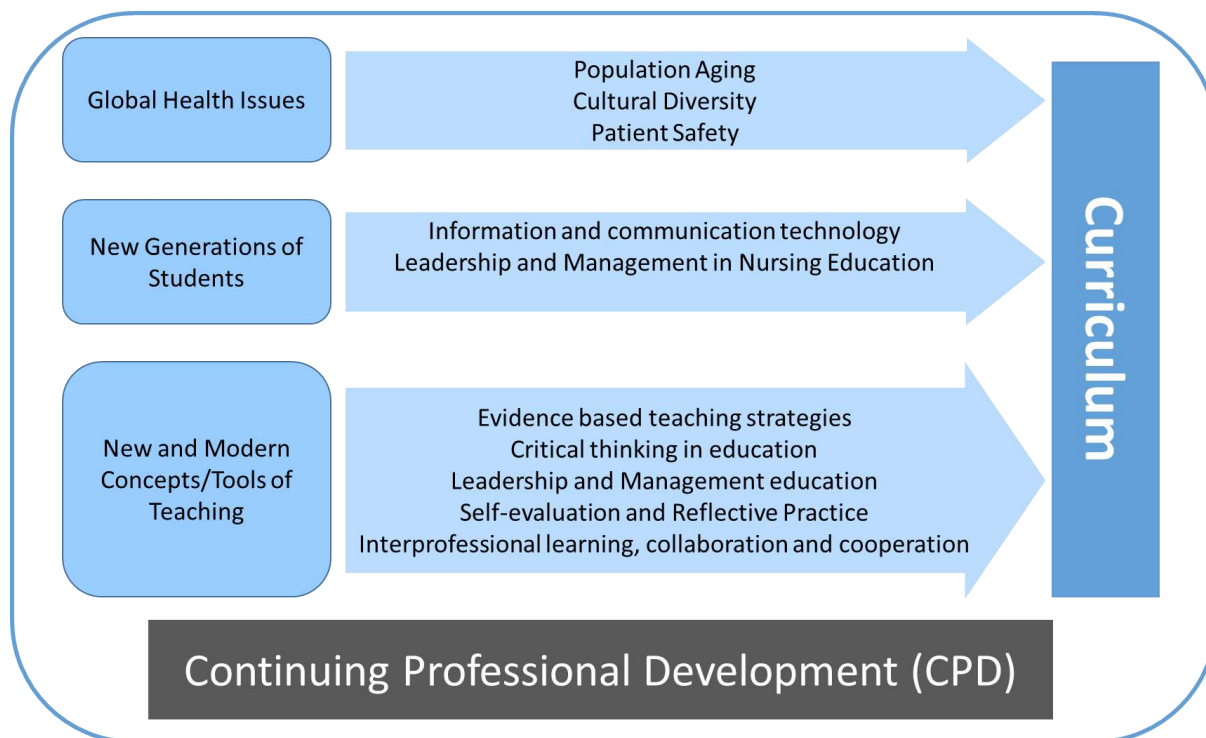 Global Health Issues
Population Aging
Cultural Diversity
Patient Safety
New Generations of
Students
Information and communication technology
Leadership and Management in Nursing Education
New and Modern
Concepts/Tools of
Teaching
Evidence based teaching strategies
Critical thinking in education
Leadership and Management education
Self-evaluation and Reflective Practice
Interprofessional learning, collaboration and cooperation
Curriculum
Continuing Professional Development (CPD)